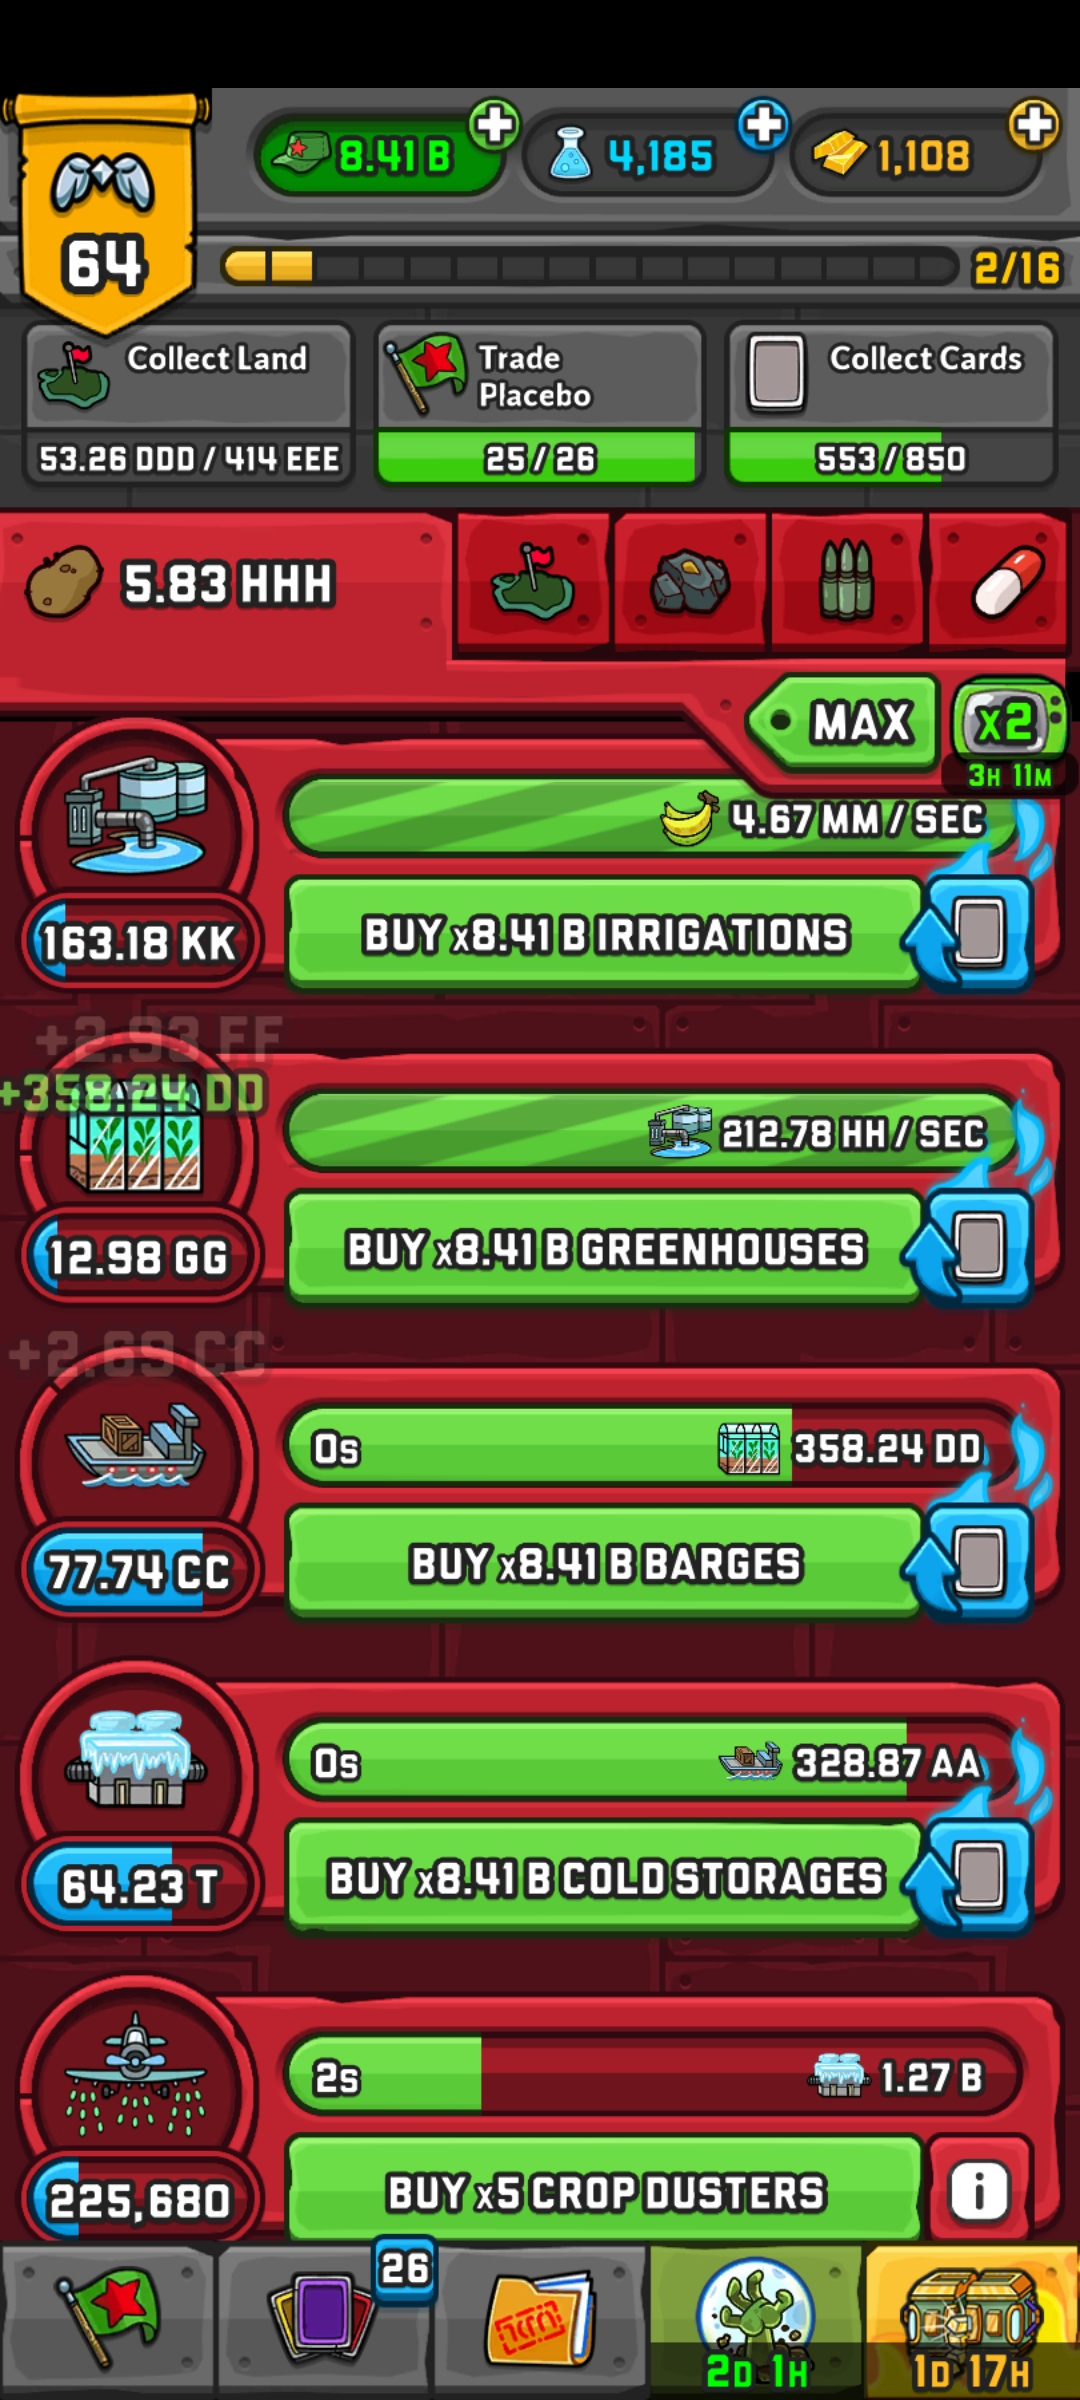 8.41 B
4,185
1,108
64
2/16
Collect Land
53.26 DDD / 414 EEE
Trade
Placebo
25 / 26
Collect Cards
553 / 850
5.83 HHH
MAX
x2
3H 11M
4.67 MM / SEC
163.18 KK
BUY x8.41 B IRRIGATIONS
+2.93 FF
+358.24 DD
212.78 HH / SEC
12.98 GG
BUY x8.41 B GREENHOUSES
+2.69 CC
0s
358.24 DD
77.74 CC
BUY x8.41 B BARGES
0s
328.87 AA
64.23 T
BUY x8.41 B COLD STORAGES
2s
1.27 B
225,680
BUY x5 CROP DUSTERS
i
26
2D 1H
1D 17H